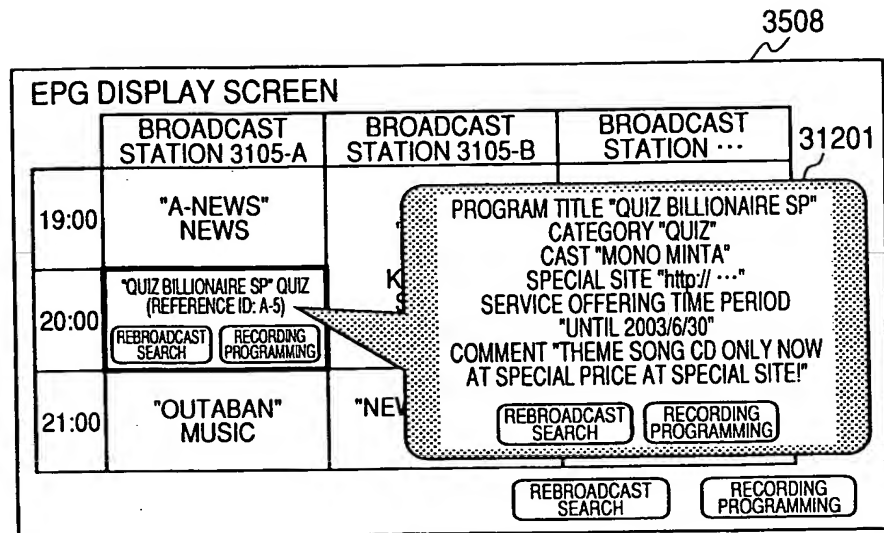 3508
EPG DISPLAY SCREEN
BROADCAST
STATION 3105-A
BROADCAST
STATION 3105-B
BROADCAST
STATION ···
31201
19:00
"A-NEWS"
NEWS
20:00
"QUIZ BILLIONAIRE SP" QUIZ
(REFERENCE ID: A-5)
REBROADCAST
SEARCH
RECORDING
PROGRAMMING
21:00
"OUTABAN"
MUSIC
PROGRAM TITLE "QUIZ BILLIONAIRE SP"
CATEGORY "QUIZ"
CAST "MONO MINTA"
SPECIAL SITE "http:// ···"
SERVICE OFFERING TIME PERIOD
"UNTIL 2003/6/30"
COMMENT "THEME SONG CD ONLY NOW
AT SPECIAL PRICE AT SPECIAL SITE!"
REBROADCAST
SEARCH
RECORDING
PROGRAMMING
REBROADCAST
SEARCH
RECORDING
PROGRAMMING